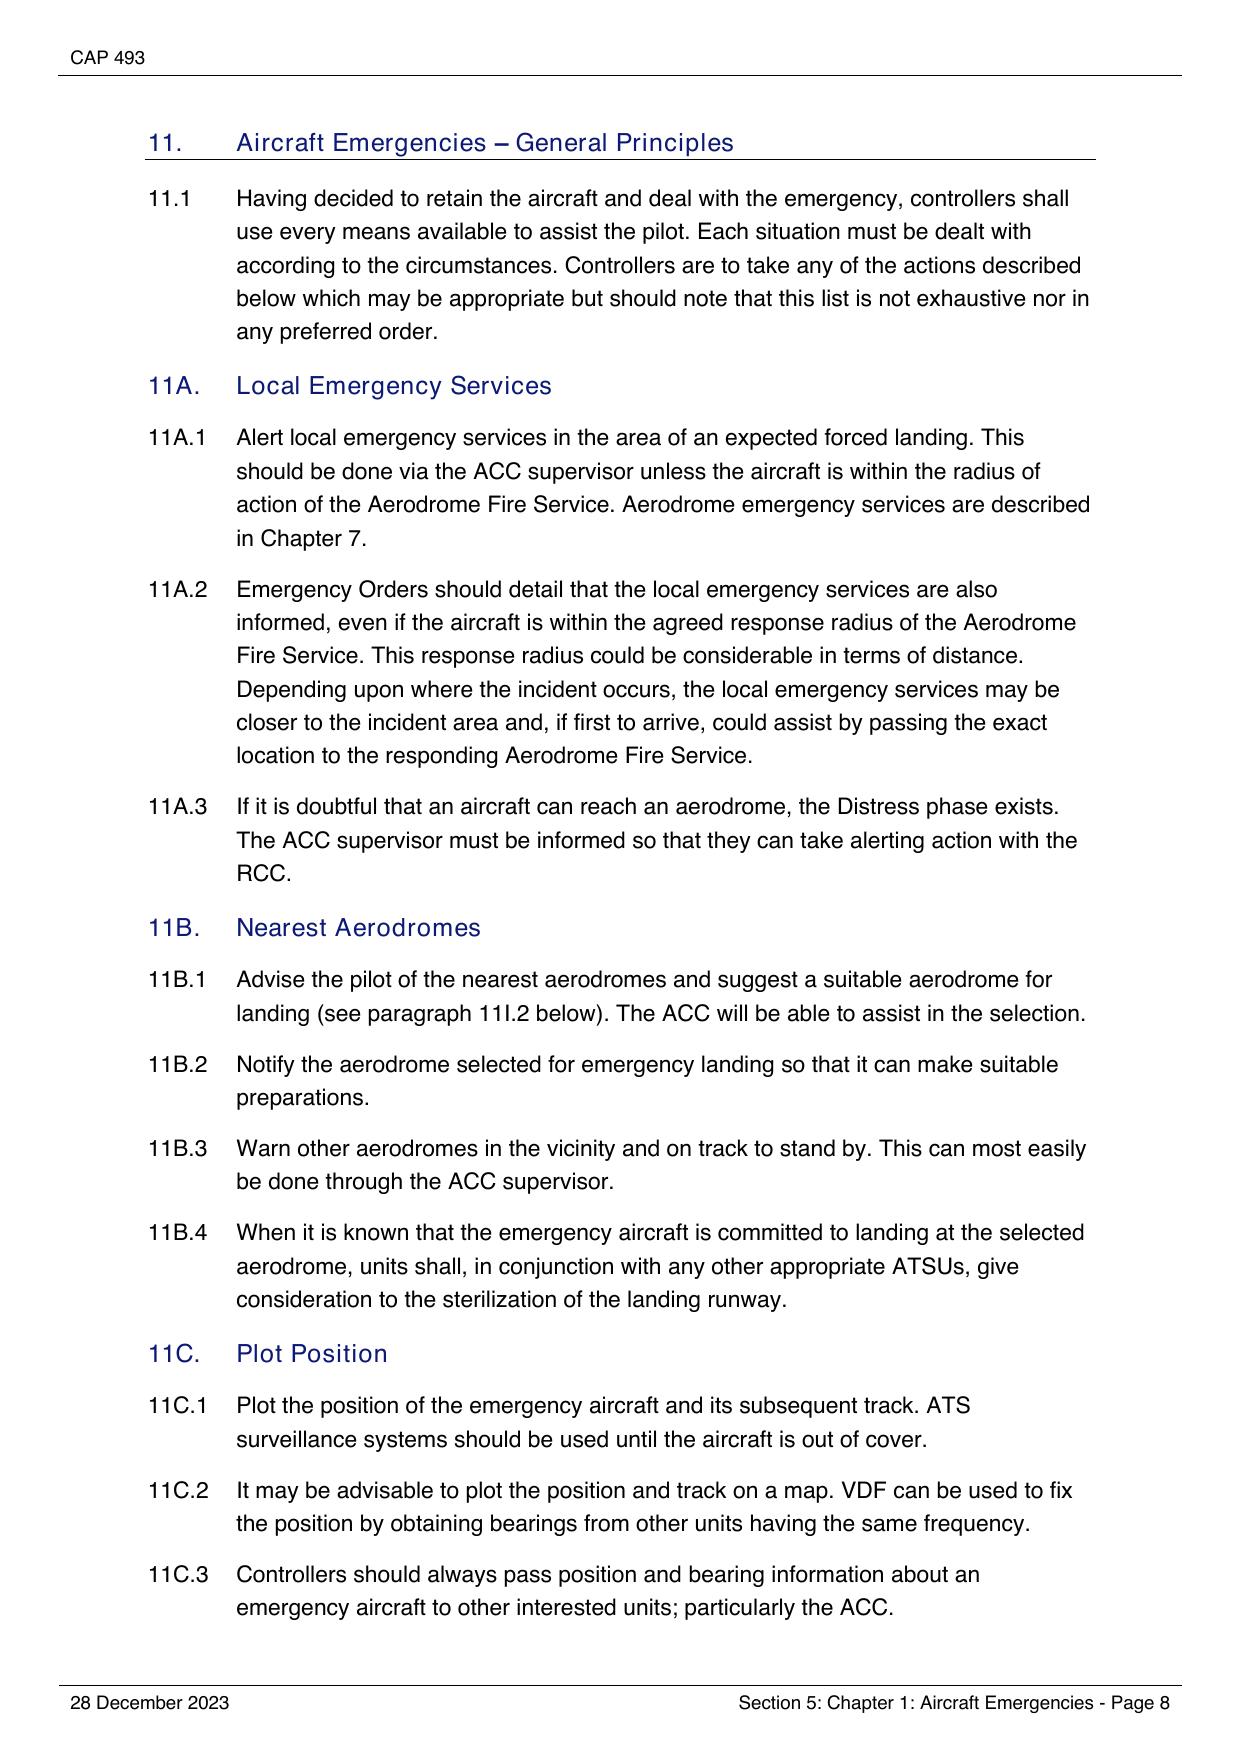 CAP 493
11. Aircraft Emergencies – General Principles
11.1 Having decided to retain the aircraft and deal with the emergency, controllers shall
use every means available to assist the pilot. Each situation must be dealt with
according to the circumstances. Controllers are to take any of the actions described
below which may be appropriate but should note that this list is not exhaustive nor in
any preferred order.
11A. Local Emergency Services
11A.1 Alert local emergency services in the area of an expected forced landing. This
should be done via the ACC supervisor unless the aircraft is within the radius of
action of the Aerodrome Fire Service. Aerodrome emergency services are described
in Chapter 7.
11A.2 Emergency Orders should detail that the local emergency services are also
informed, even if the aircraft is within the agreed response radius of the Aerodrome
Fire Service. This response radius could be considerable in terms of distance.
Depending upon where the incident occurs, the local emergency services may be
closer to the incident area and, if first to arrive, could assist by passing the exact
location to the responding Aerodrome Fire Service.
11A.3 If it is doubtful that an aircraft can reach an aerodrome, the Distress phase exists.
The ACC supervisor must be informed so that they can take alerting action with the
RCC.
11B. Nearest Aerodromes
11B.1 Advise the pilot of the nearest aerodromes and suggest a suitable aerodrome for
landing (see paragraph 11I.2 below). The ACC will be able to assist in the selection.
11B.2 Notify the aerodrome selected for emergency landing so that it can make suitable
preparations.
11B.3 Warn other aerodromes in the vicinity and on track to stand by. This can most easily
be done through the ACC supervisor.
11B.4 When it is known that the emergency aircraft is committed to landing at the selected
aerodrome, units shall, in conjunction with any other appropriate ATSUs, give
consideration to the sterilization of the landing runway.
11C. Plot Position
11C.1 Plot the position of the emergency aircraft and its subsequent track. ATS
surveillance systems should be used until the aircraft is out of cover.
11C.2 It may be advisable to plot the position and track on a map. VDF can be used to fix
the position by obtaining bearings from other units having the same frequency.
11C.3 Controllers should always pass position and bearing information about an
emergency aircraft to other interested units; particularly the ACC.
28 December 2023 Section 5: Chapter 1: Aircraft Emergencies - Page 8